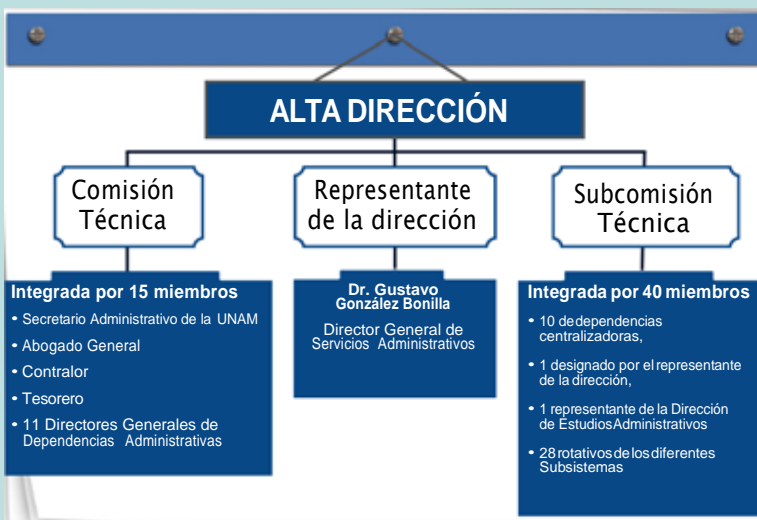 ALTA DIRECCIÓN
Comisión
Técnica
Integrada por 15 miembros
• Secretario Administrativo de la UNAM
• Abogado General
• Contralor
• Tesorero
• 11 Directores Generales de
Dependencias Administrativas
Representante
de la dirección
Dr. Gustavo
González Bonilla
Director General de
Servicios Administrativos
Subcomisión
Técnica
Integrada por 40 miembros
• 10 de dependencias
centralizadoras,
• 1 designado por el representante
de la dirección,
• 1 representante de la Dirección
de Estudios Administrativos
• 28 rotativos de los diferentes
Subsistemas